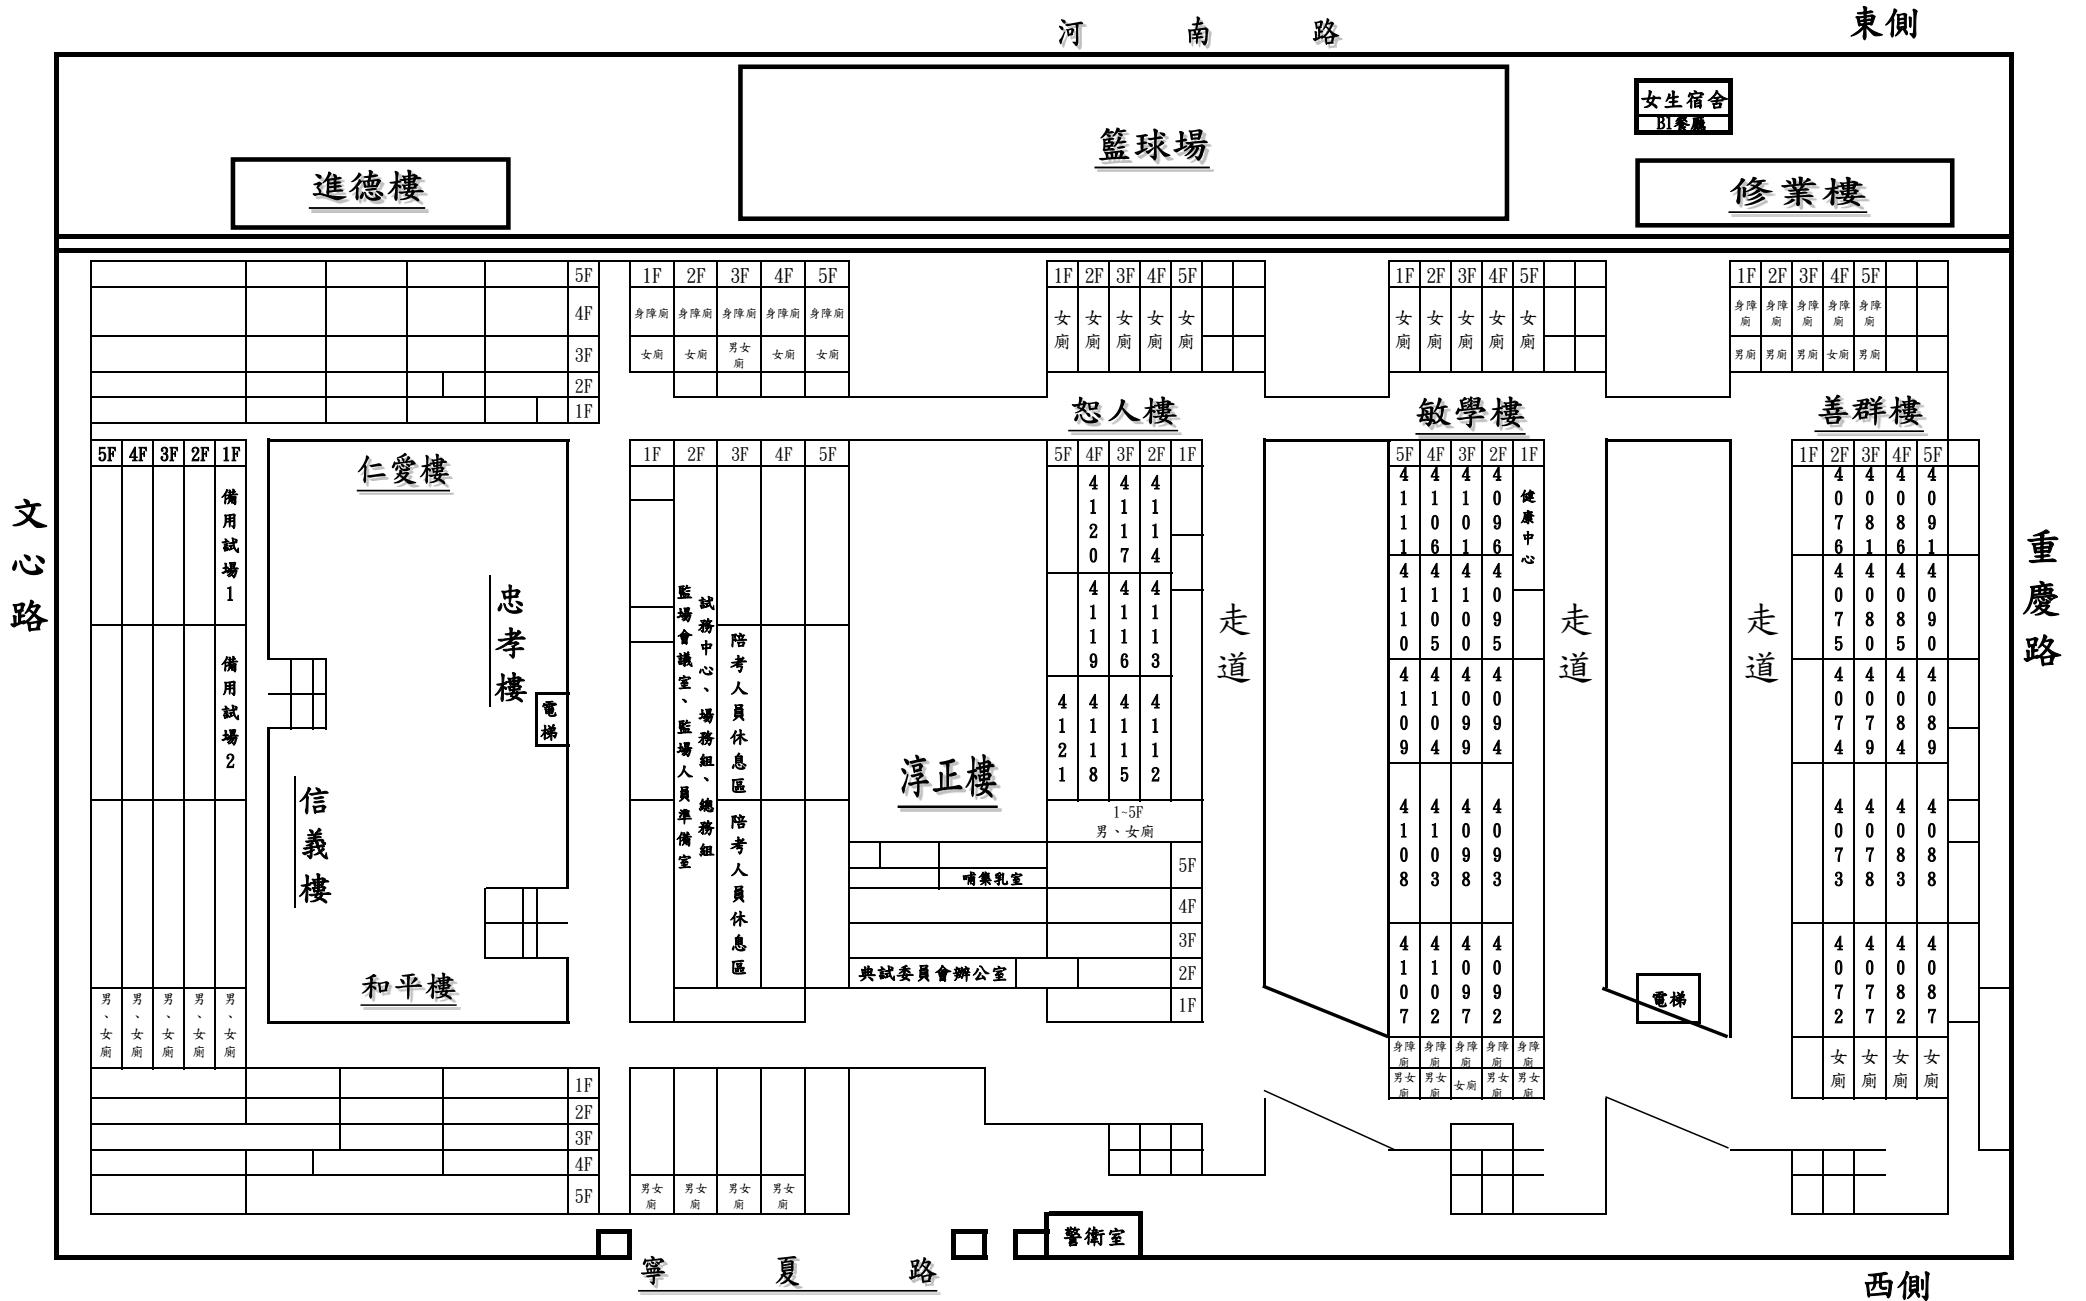 河 南 路
東側
籃球場
女生宿舍
B1餐廳
進德樓
修業樓
5F
4F
3F
2F
1F
1F 2F 3F 4F 5F
身障廁 身障廁 身障廁 身障廁 身障廁
女廁 女廁 男女廁 女廁 女廁
1F 2F 3F 4F 5F
女廁 女廁 女廁 女廁 女廁
1F 2F 3F 4F 5F
女廁 女廁 女廁 女廁 女廁
1F 2F 3F 4F 5F
身障廁 身障廁 身障廁 身障廁 身障廁
男廁 男廁 男廁 女廁 男廁
恕人樓
敏學樓
善群樓
文心路
5F 4F 3F 2F 1F
備用試場1
備用試場2
男、女廁 男、女廁 男、女廁 男、女廁 男、女廁
仁愛樓
忠孝樓
電梯
信義樓
和平樓
1F 2F 3F 4F 5F
試務中心、場務組、總務組
監場會議室、監場人員準備室
陪考人員休息區
陪考人員休息區
淳正樓
5F 4F 3F 2F 1F
4120 4117 4114
4119 4116 4113
4121 4118 4115 4112
1~5F
男、女廁
哺集乳室
5F
4F
3F
典試委員會辦公室
2F
1F
走道
5F 4F 3F 2F 1F
4111 4106 4101 4096
健康中心
4110 4105 4100 4095
4109 4104 4099 4094
4108 4103 4098 4093
4107 4102 4097 4092
身障廁 身障廁 身障廁 身障廁 身障廁
男女廁 男女廁 女廁 男女廁 男女廁
走道
走道
電梯
1F 2F 3F 4F 5F
4076 4081 4086 4091
4075 4080 4085 4090
4074 4079 4084 4089
4073 4078 4083 4088
4072 4077 4082 4087
女廁 女廁 女廁 女廁
重慶路
1F
2F
3F
4F
5F
男女廁 男女廁 男女廁 男女廁
警衛室
寧 夏 路
西側